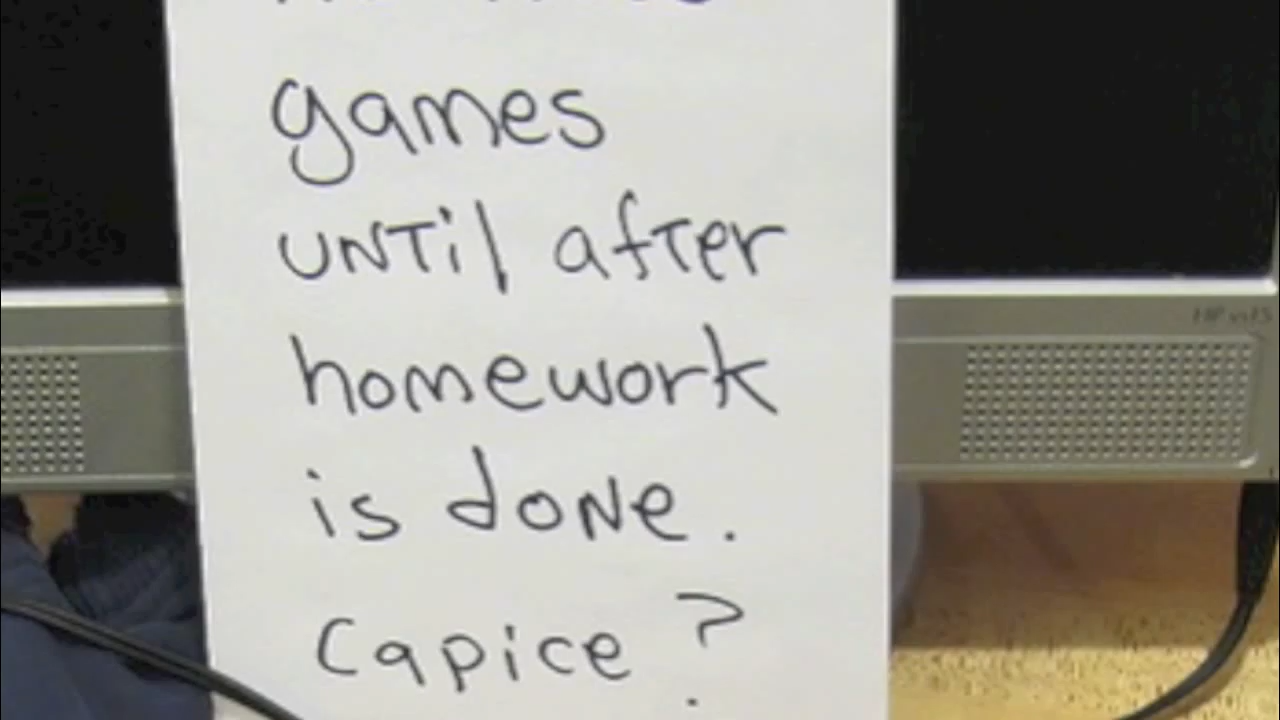 games
until after
homework
is done.
Capice?